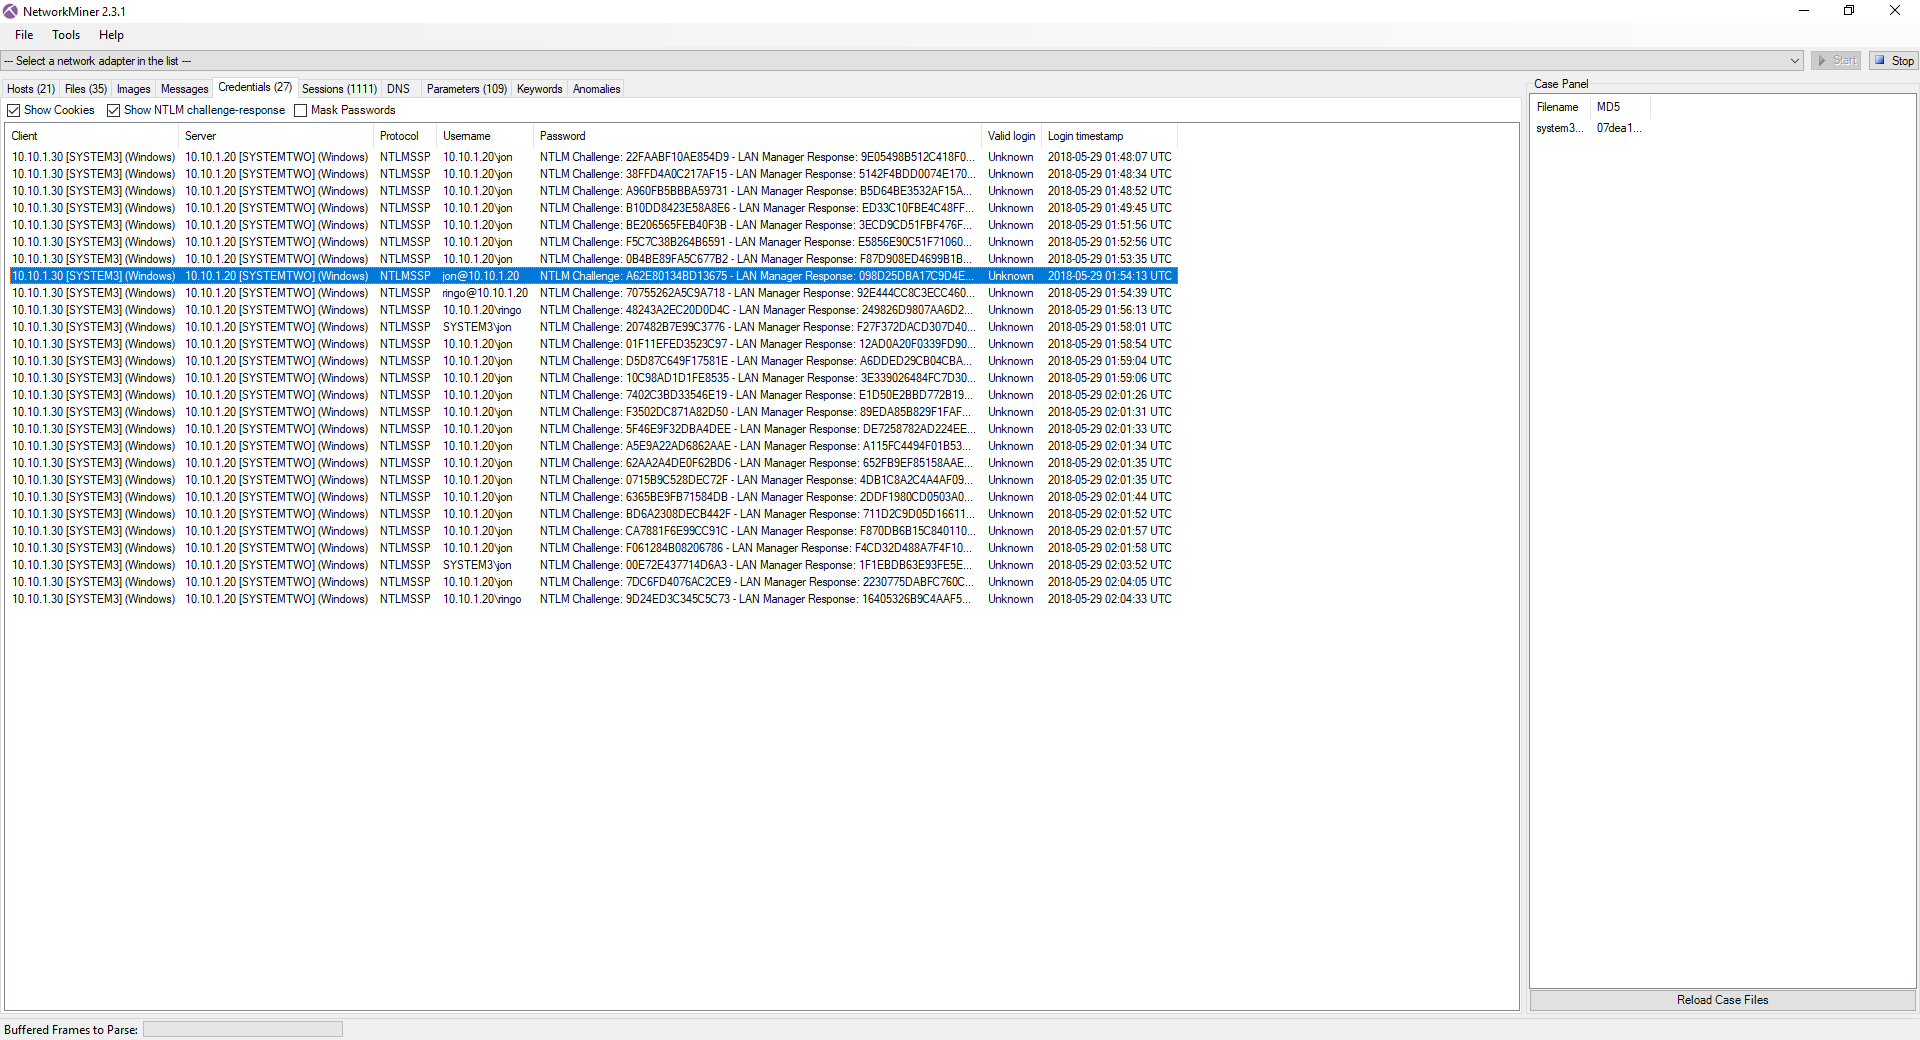 NetworkMiner 2.3.1
File Tools Help
--- Select a network adapter in the list ---
Start Stop
Hosts (21) Files (35) Images Messages Credentials (27) Sessions (1111) DNS Parameters (109) Keywords Anomalies
Show Cookies Show NTLM challenge-response Mask Passwords
Client Server Protocol Username Password Valid login Login timestamp
10.10.1.30 [SYSTEM3] (Windows) 10.10.1.20 [SYSTEMTWO] (Windows) NTLMSSP 10.10.1.20\jon NTLM Challenge: 22FAABF10AE854D9 - LAN Manager Response: 9E05498B512C418F0... Unknown 2018-05-29 01:48:07 UTC
10.10.1.30 [SYSTEM3] (Windows) 10.10.1.20 [SYSTEMTWO] (Windows) NTLMSSP 10.10.1.20\jon NTLM Challenge: 38FFD4A0C217AF15 - LAN Manager Response: 5142F4BDD0074E170... Unknown 2018-05-29 01:48:34 UTC
10.10.1.30 [SYSTEM3] (Windows) 10.10.1.20 [SYSTEMTWO] (Windows) NTLMSSP 10.10.1.20\jon NTLM Challenge: A960FB5BBBA59731 - LAN Manager Response: B5D64BE3532AF15A... Unknown 2018-05-29 01:48:52 UTC
10.10.1.30 [SYSTEM3] (Windows) 10.10.1.20 [SYSTEMTWO] (Windows) NTLMSSP 10.10.1.20\jon NTLM Challenge: B10DD8423E58A8E6 - LAN Manager Response: ED33C10FBE4C48FF... Unknown 2018-05-29 01:49:45 UTC
10.10.1.30 [SYSTEM3] (Windows) 10.10.1.20 [SYSTEMTWO] (Windows) NTLMSSP 10.10.1.20\jon NTLM Challenge: BE206565FEB40F3B - LAN Manager Response: 3ECD9CD51FBF476F... Unknown 2018-05-29 01:51:56 UTC
10.10.1.30 [SYSTEM3] (Windows) 10.10.1.20 [SYSTEMTWO] (Windows) NTLMSSP 10.10.1.20\jon NTLM Challenge: F5C7C38B264B6591 - LAN Manager Response: E5856E90C51F71060... Unknown 2018-05-29 01:52:56 UTC
10.10.1.30 [SYSTEM3] (Windows) 10.10.1.20 [SYSTEMTWO] (Windows) NTLMSSP 10.10.1.20\jon NTLM Challenge: 0B4BE89FA5C677B2 - LAN Manager Response: F87D908ED4699B1B... Unknown 2018-05-29 01:53:35 UTC
10.10.1.30 [SYSTEM3] (Windows) 10.10.1.20 [SYSTEMTWO] (Windows) NTLMSSP jon@10.10.1.20 NTLM Challenge: A62E80134BD13675 - LAN Manager Response: 098D25DBA17C9D4E... Unknown 2018-05-29 01:54:13 UTC
10.10.1.30 [SYSTEM3] (Windows) 10.10.1.20 [SYSTEMTWO] (Windows) NTLMSSP ringo@10.10.1.20 NTLM Challenge: 70755262A5C9A718 - LAN Manager Response: 92E444CC8C3ECC460... Unknown 2018-05-29 01:54:39 UTC
10.10.1.30 [SYSTEM3] (Windows) 10.10.1.20 [SYSTEMTWO] (Windows) NTLMSSP 10.10.1.20\ringo NTLM Challenge: 48243A2EC20D0D4C - LAN Manager Response: 249826D9807AA6D2... Unknown 2018-05-29 01:56:13 UTC
10.10.1.30 [SYSTEM3] (Windows) 10.10.1.20 [SYSTEMTWO] (Windows) NTLMSSP SYSTEM3\jon NTLM Challenge: 207482B7E99C3776 - LAN Manager Response: F27F372DACD307D40... Unknown 2018-05-29 01:58:01 UTC
10.10.1.30 [SYSTEM3] (Windows) 10.10.1.20 [SYSTEMTWO] (Windows) NTLMSSP 10.10.1.20\jon NTLM Challenge: 01F11EFED3523C97 - LAN Manager Response: 12AD0A20F0339FD90... Unknown 2018-05-29 01:58:54 UTC
10.10.1.30 [SYSTEM3] (Windows) 10.10.1.20 [SYSTEMTWO] (Windows) NTLMSSP 10.10.1.20\jon NTLM Challenge: D5D87C649F17581E - LAN Manager Response: A6DDED29CB04CBA... Unknown 2018-05-29 01:59:04 UTC
10.10.1.30 [SYSTEM3] (Windows) 10.10.1.20 [SYSTEMTWO] (Windows) NTLMSSP 10.10.1.20\jon NTLM Challenge: 10C98AD1D1FE8535 - LAN Manager Response: 3E339026484FC7D30... Unknown 2018-05-29 01:59:06 UTC
10.10.1.30 [SYSTEM3] (Windows) 10.10.1.20 [SYSTEMTWO] (Windows) NTLMSSP 10.10.1.20\jon NTLM Challenge: 7402C3BD33546E19 - LAN Manager Response: E1D50E2BBD772B19... Unknown 2018-05-29 02:01:26 UTC
10.10.1.30 [SYSTEM3] (Windows) 10.10.1.20 [SYSTEMTWO] (Windows) NTLMSSP 10.10.1.20\jon NTLM Challenge: F3502DC871A82D50 - LAN Manager Response: 89EDA85B829F1FAF... Unknown 2018-05-29 02:01:31 UTC
10.10.1.30 [SYSTEM3] (Windows) 10.10.1.20 [SYSTEMTWO] (Windows) NTLMSSP 10.10.1.20\jon NTLM Challenge: 5F46E9F32DBA4DEE - LAN Manager Response: DE7258782AD224EE... Unknown 2018-05-29 02:01:33 UTC
10.10.1.30 [SYSTEM3] (Windows) 10.10.1.20 [SYSTEMTWO] (Windows) NTLMSSP 10.10.1.20\jon NTLM Challenge: A5E9A22AD6862AAE - LAN Manager Response: A115FC4494F01B53... Unknown 2018-05-29 02:01:34 UTC
10.10.1.30 [SYSTEM3] (Windows) 10.10.1.20 [SYSTEMTWO] (Windows) NTLMSSP 10.10.1.20\jon NTLM Challenge: 62AA2A4DE0F62BD6 - LAN Manager Response: 652FB9EF85158AAE... Unknown 2018-05-29 02:01:35 UTC
10.10.1.30 [SYSTEM3] (Windows) 10.10.1.20 [SYSTEMTWO] (Windows) NTLMSSP 10.10.1.20\jon NTLM Challenge: 0715B9C528DEC72F - LAN Manager Response: 4DB1C8A2C4A4AF09... Unknown 2018-05-29 02:01:35 UTC
10.10.1.30 [SYSTEM3] (Windows) 10.10.1.20 [SYSTEMTWO] (Windows) NTLMSSP 10.10.1.20\jon NTLM Challenge: 6365BE9FB71584DB - LAN Manager Response: 2DDF1980CD0503A0... Unknown 2018-05-29 02:01:44 UTC
10.10.1.30 [SYSTEM3] (Windows) 10.10.1.20 [SYSTEMTWO] (Windows) NTLMSSP 10.10.1.20\jon NTLM Challenge: BD6A2308DECB442F - LAN Manager Response: 711D2C9D05D16611... Unknown 2018-05-29 02:01:52 UTC
10.10.1.30 [SYSTEM3] (Windows) 10.10.1.20 [SYSTEMTWO] (Windows) NTLMSSP 10.10.1.20\jon NTLM Challenge: CA7881F6E99CC91C - LAN Manager Response: F870DB6B15C840110... Unknown 2018-05-29 02:01:57 UTC
10.10.1.30 [SYSTEM3] (Windows) 10.10.1.20 [SYSTEMTWO] (Windows) NTLMSSP 10.10.1.20\jon NTLM Challenge: F061284B08206786 - LAN Manager Response: F4CD32D488A7F4F10... Unknown 2018-05-29 02:01:58 UTC
10.10.1.30 [SYSTEM3] (Windows) 10.10.1.20 [SYSTEMTWO] (Windows) NTLMSSP SYSTEM3\jon NTLM Challenge: 00E72E437714D6A3 - LAN Manager Response: 1F1EBDB63E93FE5E... Unknown 2018-05-29 02:03:52 UTC
10.10.1.30 [SYSTEM3] (Windows) 10.10.1.20 [SYSTEMTWO] (Windows) NTLMSSP 10.10.1.20\jon NTLM Challenge: 7DC6FD4076AC2CE9 - LAN Manager Response: 2230775DABFC760C... Unknown 2018-05-29 02:04:05 UTC
10.10.1.30 [SYSTEM3] (Windows) 10.10.1.20 [SYSTEMTWO] (Windows) NTLMSSP 10.10.1.20\ringo NTLM Challenge: 9D24ED3C345C5C73 - LAN Manager Response: 16405326B9C4AAF5... Unknown 2018-05-29 02:04:33 UTC
Case Panel
Filename MD5
system3... 07dea1...
Reload Case Files
Buffered Frames to Parse: